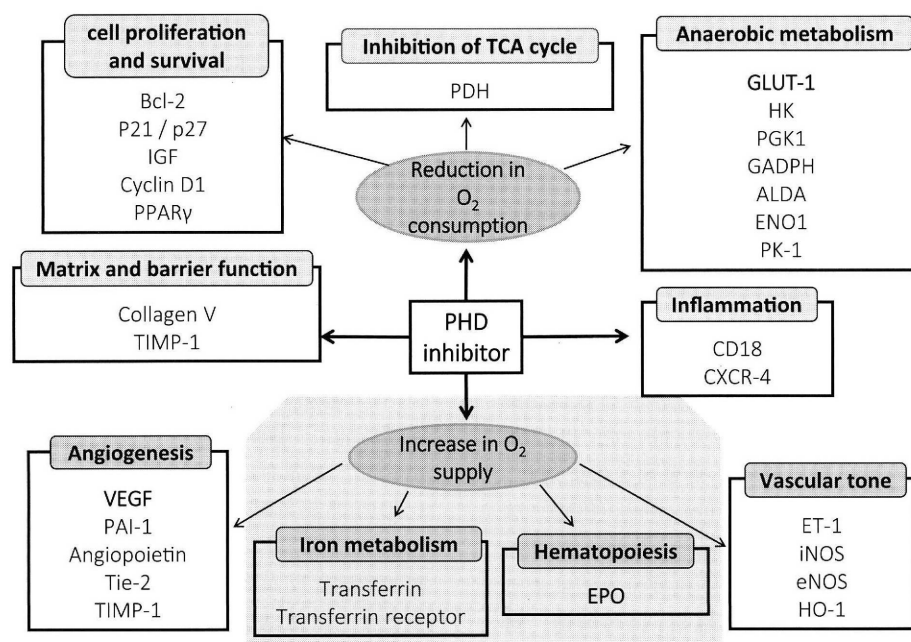 cell proliferation
and survival
Bcl-2
P21 / p27
IGF
Cyclin D1
PPARγ
Inhibition of TCA cycle
PDH
Anaerobic metabolism
GLUT-1
HK
PGK1
GADPH
ALDA
ENO1
PK-1
Reduction in
O₂
consumption
Matrix and barrier function
Collagen V
TIMP-1
PHD
inhibitor
Inflammation
CD18
CXCR-4
Increase in O₂
supply
Angiogenesis
VEGF
PAI-1
Angiopoietin
Tie-2
TIMP-1
Iron metabolism
Transferrin
Transferrin receptor
Hematopoiesis
EPO
Vascular tone
ET-1
iNOS
eNOS
HO-1